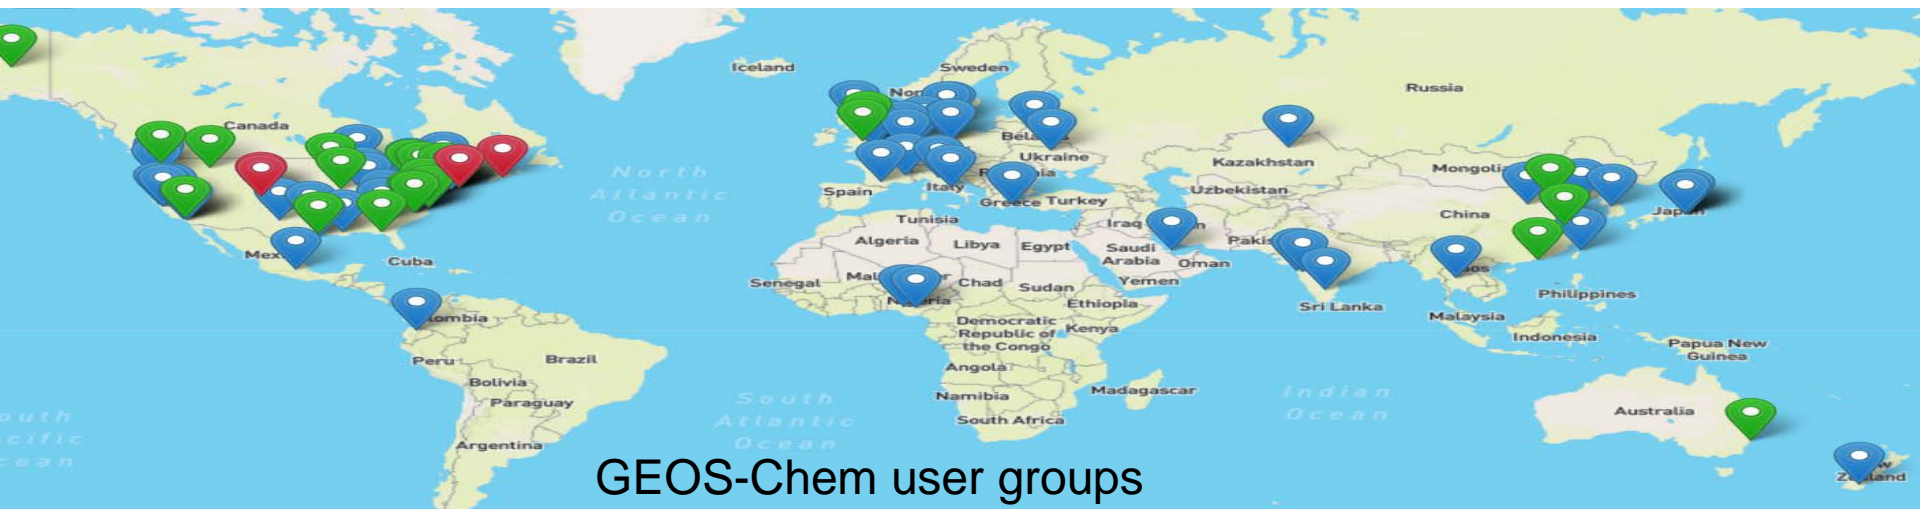 Iceland
Sweden
Russia
Canada
Ukraine
Kazakhstan
North
Atlantic
Ocean
Spain
Italy
Greece
Turkey
Uzbekistan
China
Tunisia
Iraq
Algeria
Libya
Egypt
Saudi
Arabia
Oman
Cuba
Senegal
Chad
Sudan
Yemen
Ethiopia
Sri Lanka
Philippines
Malaysia
Indonesia
Democratic
Republic of
the Congo
Kenya
Papua New
Guinea
Peru
Brazil
Bolivia
Angola
Paraguay
Namibia
Madagascar
South
Atlantic
Ocean
Indian
Ocean
South Africa
Australia
Argentina
GEOS-Chem user groups